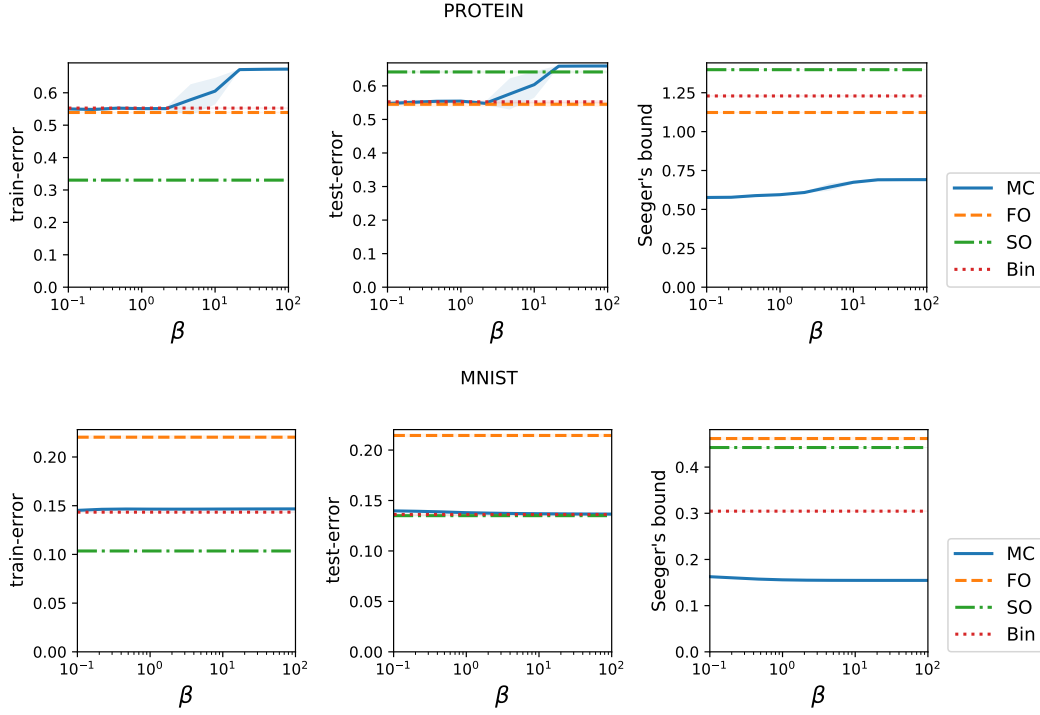 PROTEIN
train-error
0.6
0.5
0.4
0.3
0.2
0.1
0.0
10⁻¹ 10⁰ 10¹ 10²
β
test-error
0.6
0.5
0.4
0.3
0.2
0.1
0.0
10⁻¹ 10⁰ 10¹ 10²
β
Seeger's bound
1.25
1.00
0.75
0.50
0.25
0.00
10⁻¹ 10⁰ 10¹ 10²
β
MC
FO
SO
Bin
MNIST
train-error
0.20
0.15
0.10
0.05
0.00
10⁻¹ 10⁰ 10¹ 10²
β
test-error
0.20
0.15
0.10
0.05
0.00
10⁻¹ 10⁰ 10¹ 10²
β
Seeger's bound
0.4
0.3
0.2
0.1
0.0
10⁻¹ 10⁰ 10¹ 10²
β
MC
FO
SO
Bin